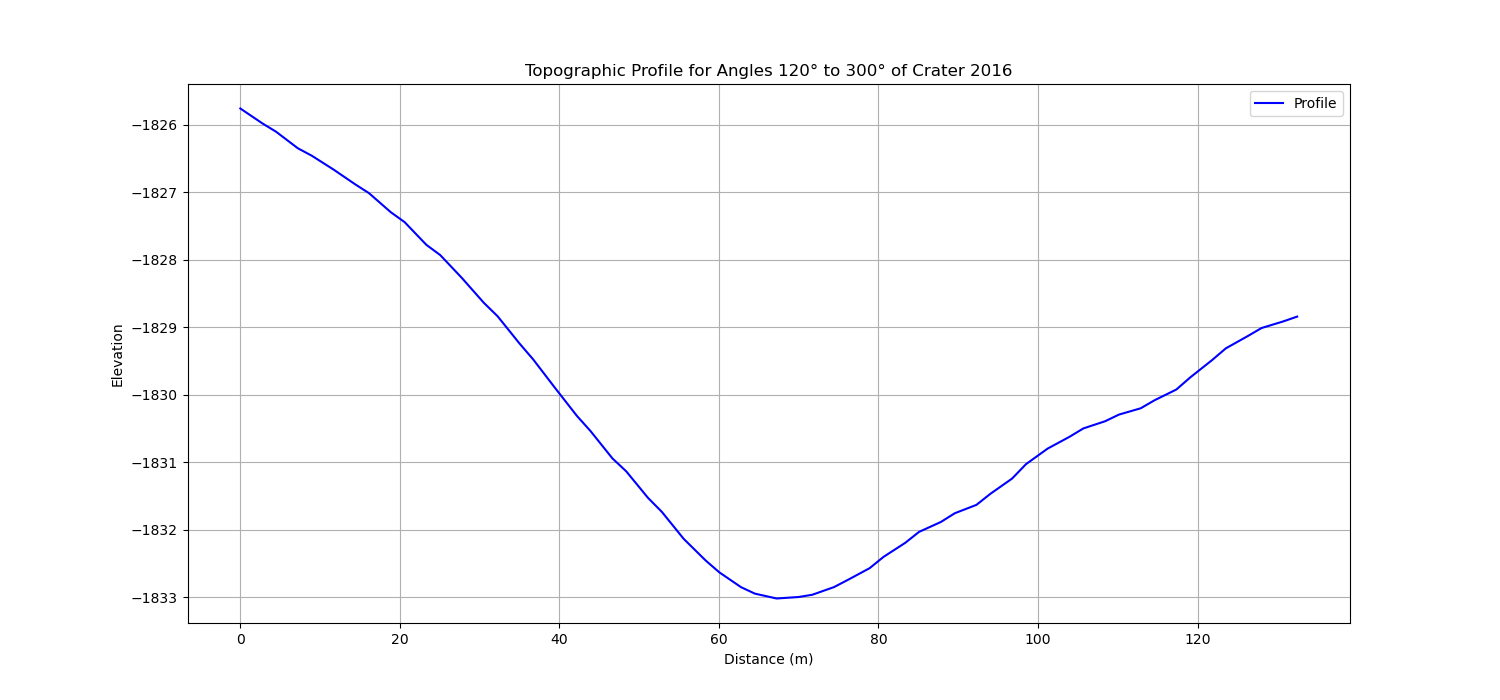 Topographic Profile for Angles 120° to 300° of Crater 2016
Profile
−1826
−1827
−1828
−1829
−1830
−1831
−1832
−1833
Elevation
0 20 40 60 80 100 120
Distance (m)